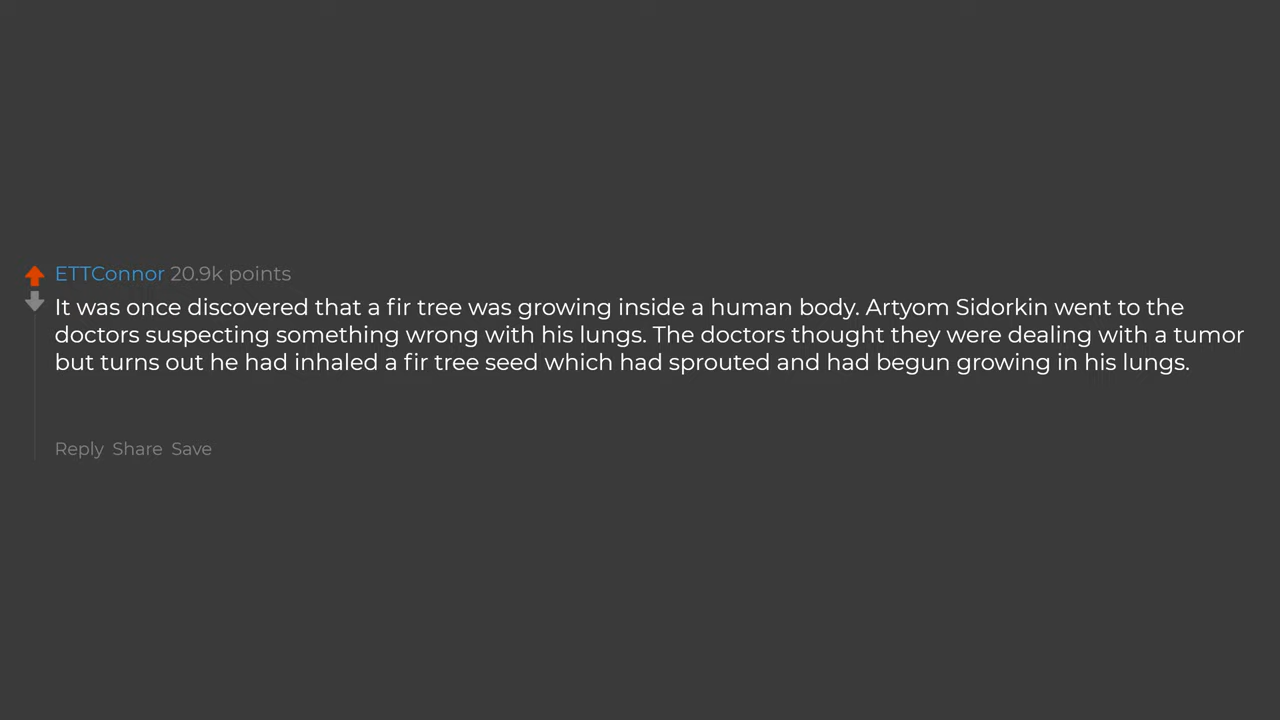 ETTConnor 20.9k points
It was once discovered that a fir tree was growing inside a human body. Artyom Sidorkin went to the
doctors suspecting something wrong with his lungs. The doctors thought they were dealing with a tumor
but turns out he had inhaled a fir tree seed which had sprouted and had begun growing in his lungs.
Reply Share Save